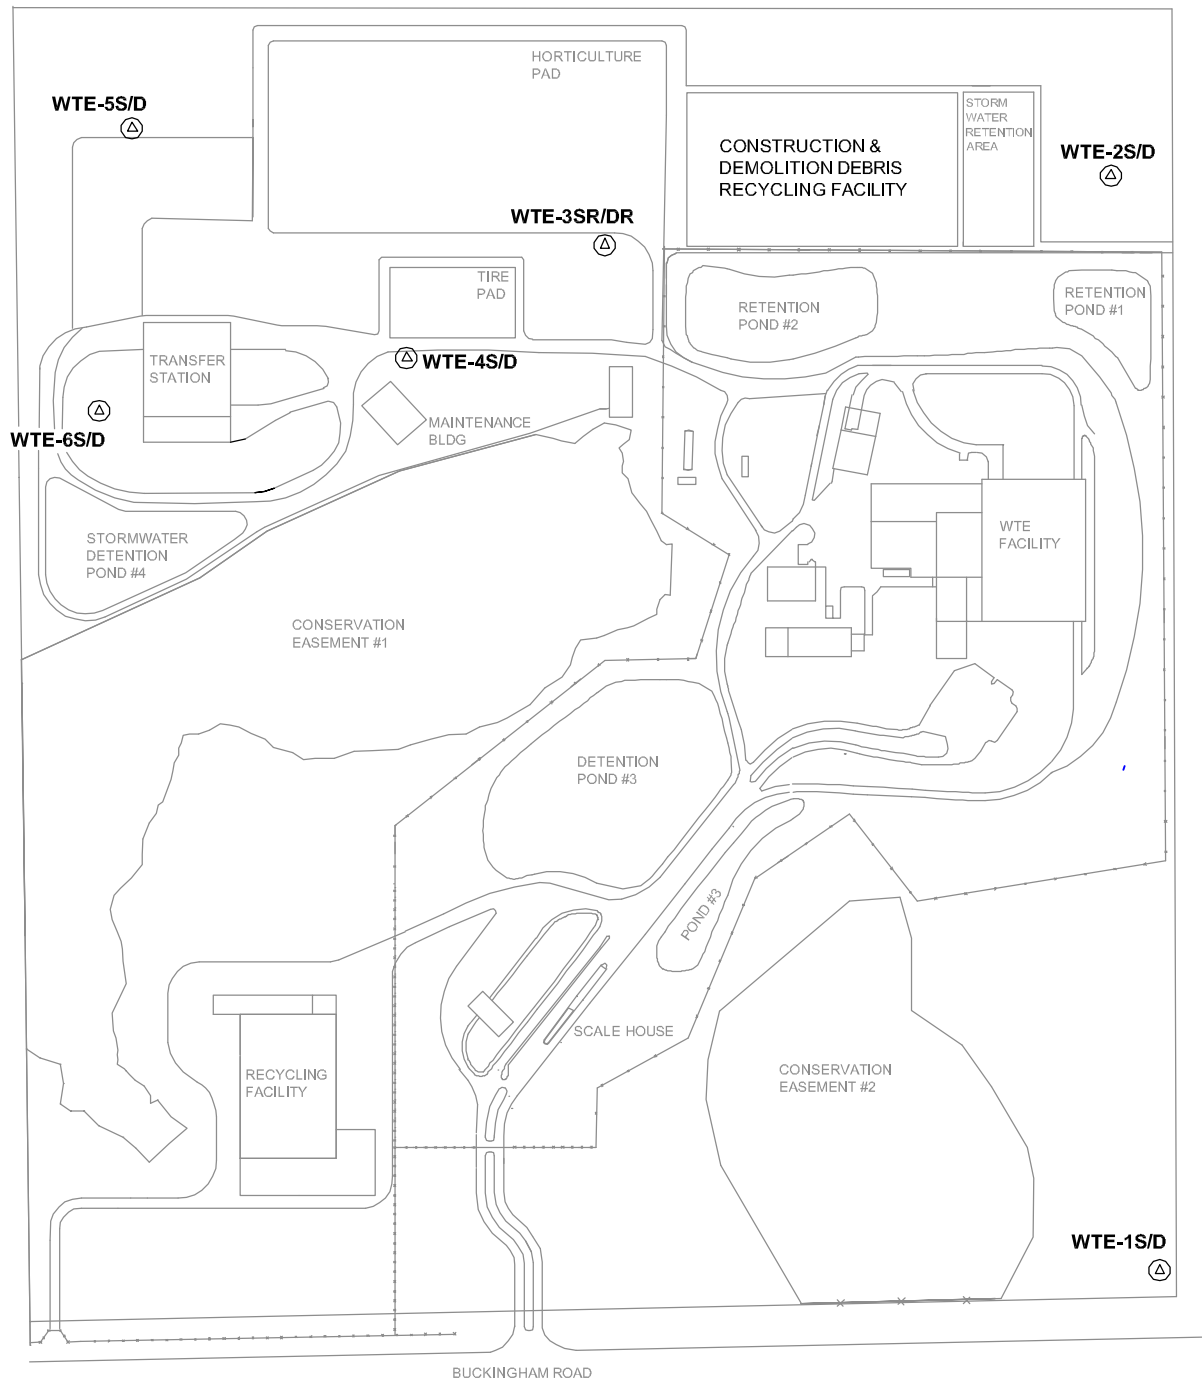 HORTICULTURE
PAD
WTE-5S/D
STORM
WATER
RETENTION
AREA
CONSTRUCTION &
DEMOLITION DEBRIS
RECYCLING FACILITY
WTE-2S/D
WTE-3SR/DR
TIRE
PAD
RETENTION
POND #2
RETENTION
POND #1
TRANSFER
STATION
WTE-4S/D
MAINTENANCE
BLDG
WTE-6S/D
STORMWATER
DETENTION
POND #4
WTE
FACILITY
CONSERVATION
EASEMENT #1
DETENTION
POND #3
POND #3
SCALE HOUSE
RECYCLING
FACILITY
CONSERVATION
EASEMENT #2
WTE-1S/D
BUCKINGHAM ROAD